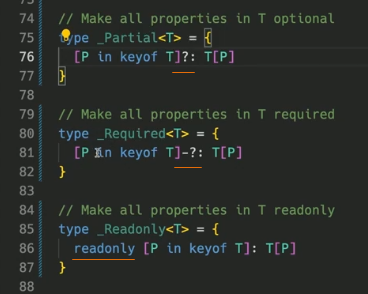 74 // Make all properties in T optional
75 type _Partial<T> = {
76 [P in keyof T]?: T[P]
77 }
78
79 // Make all properties in T required
80 type _Required<T> = {
81 [P in keyof T]-?: T[P]
82 }
83
84 // Make all properties in T readonly
85 type _Readonly<T> = {
86 readonly [P in keyof T]: T[P]
87 }
88